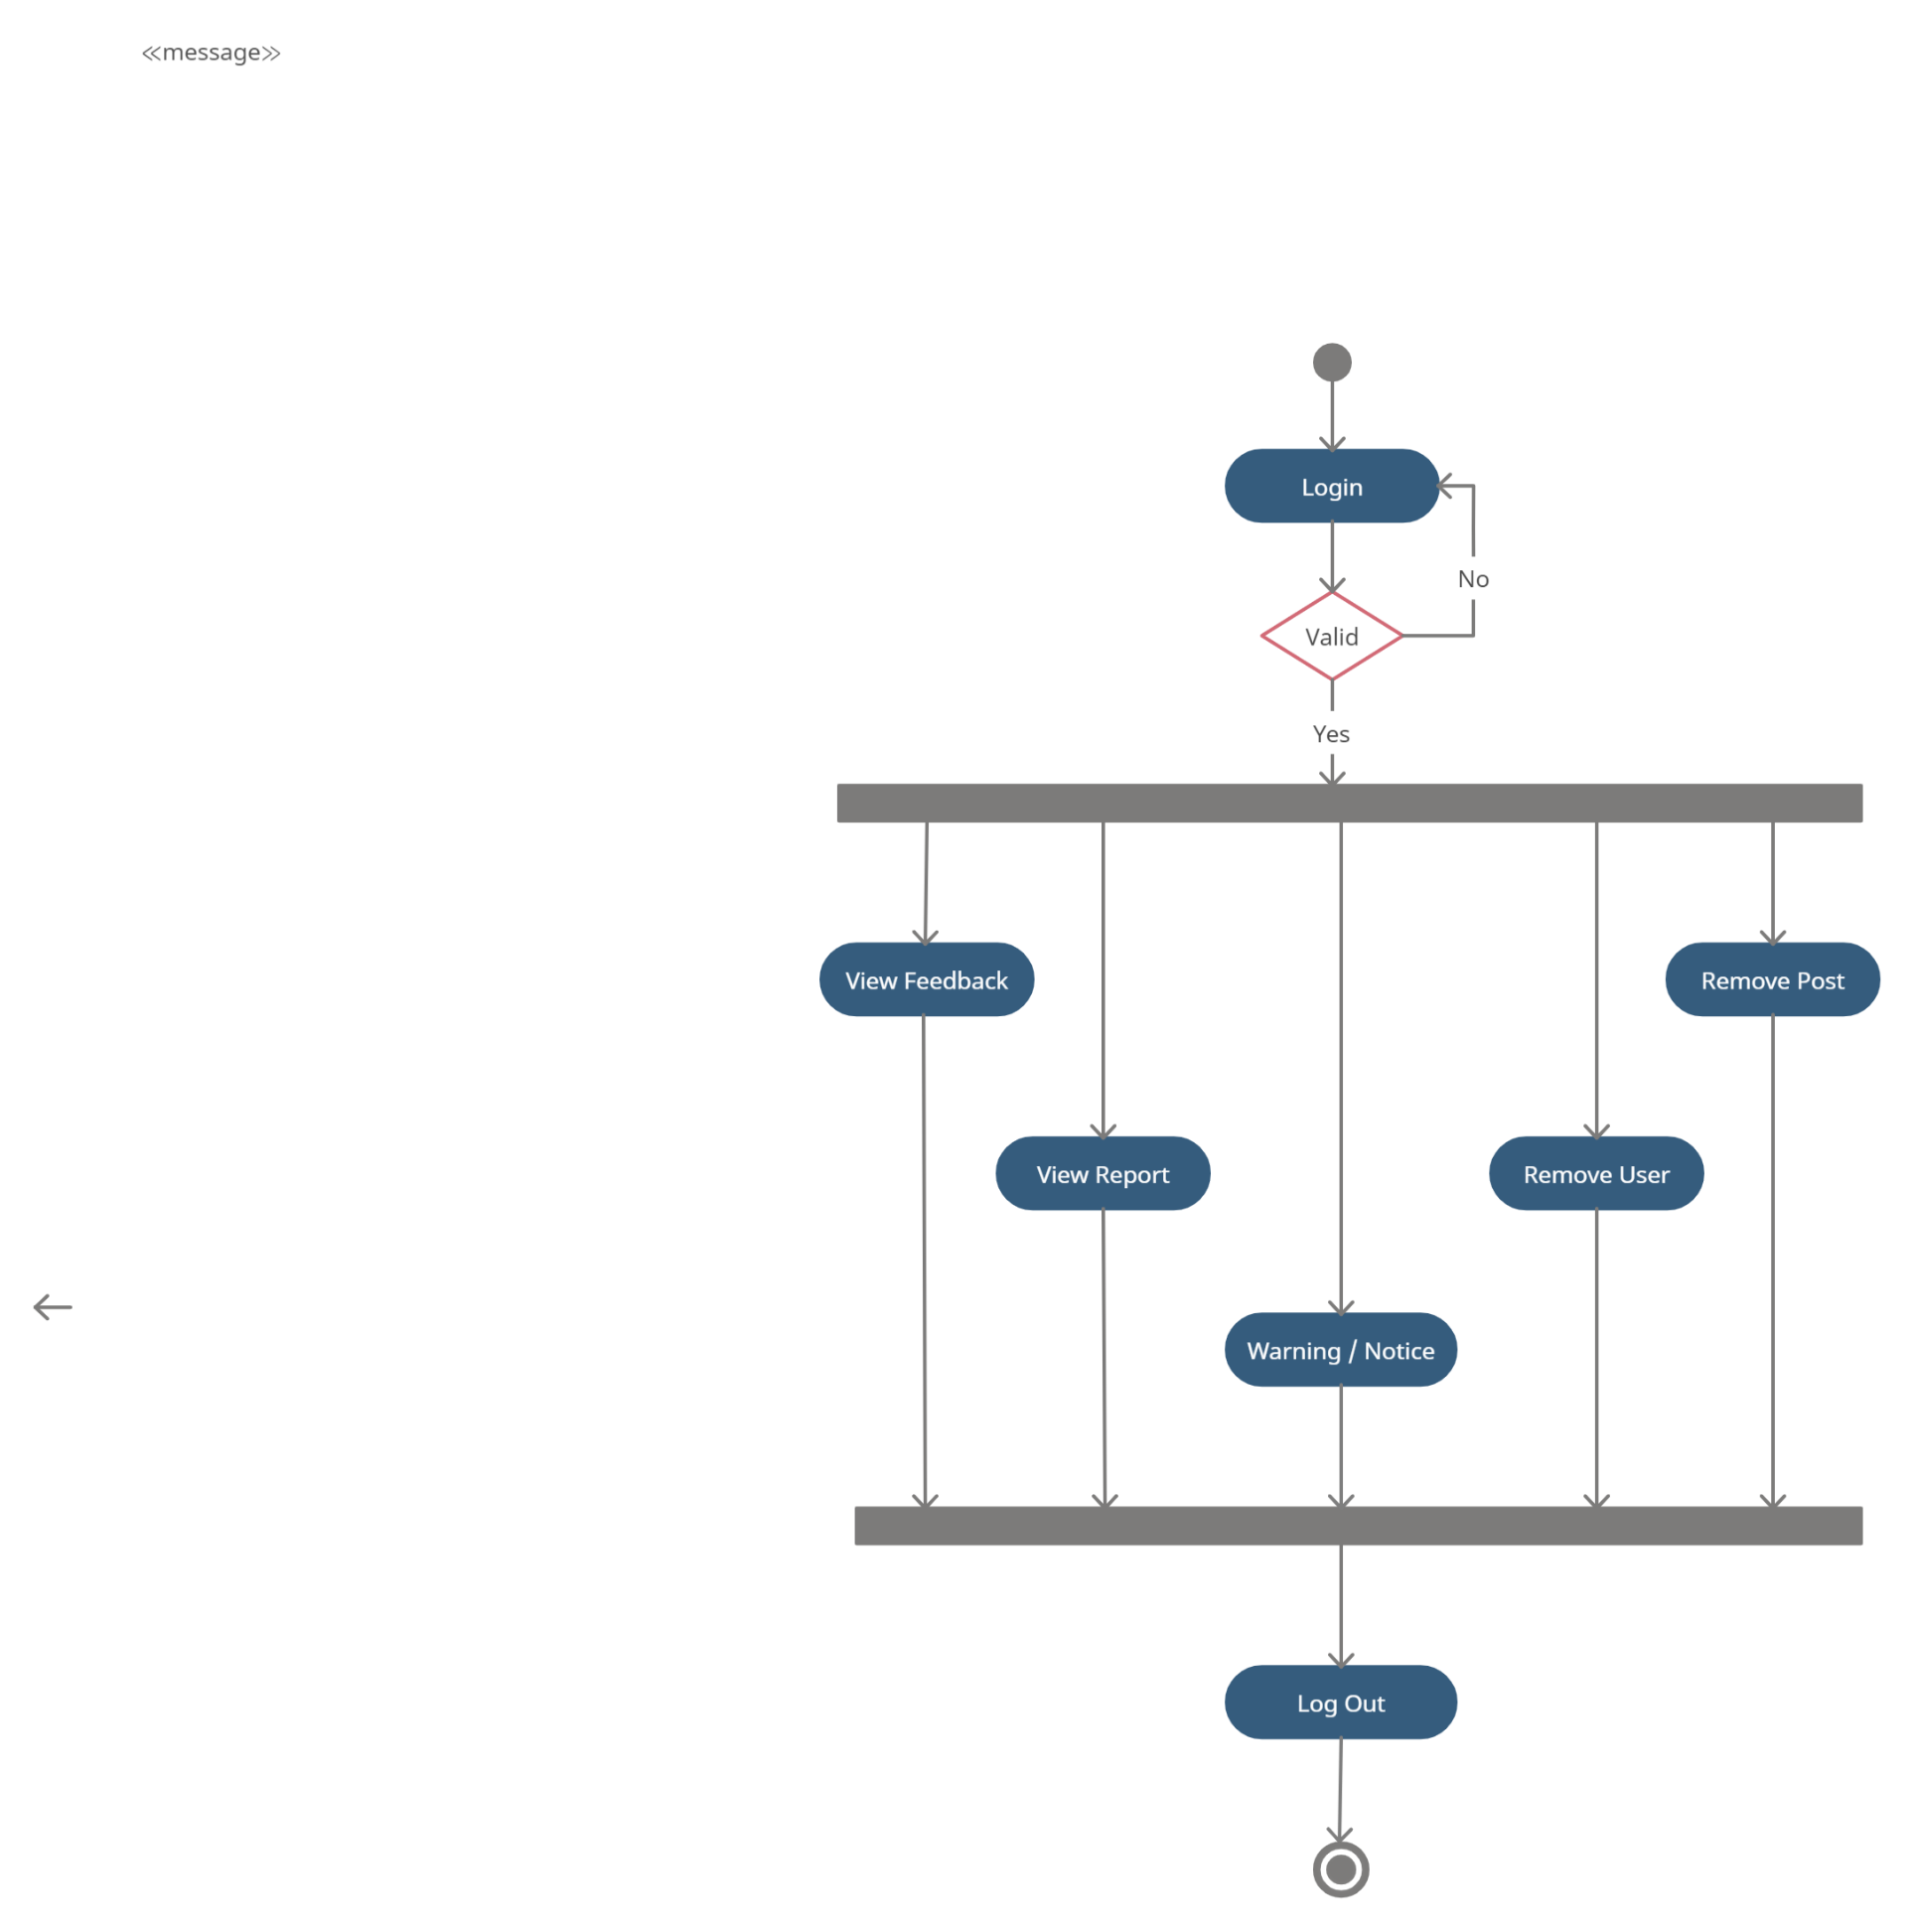 ≪message≫
Login
No
Valid
Yes
View Feedback
Remove Post
View Report
Remove User
Warning / Notice
Log Out